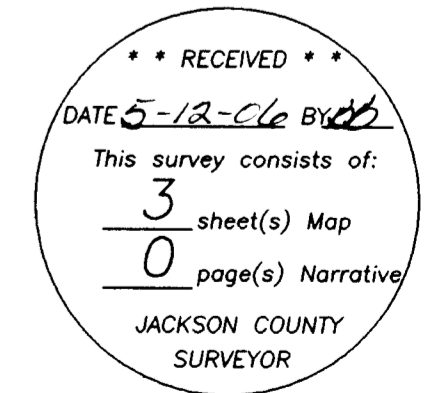 * * RECEIVED * *
DATE 5-12-06 BY
This survey consists of:
3 sheet(s) Map
0 page(s) Narrative
JACKSON COUNTY
SURVEYOR